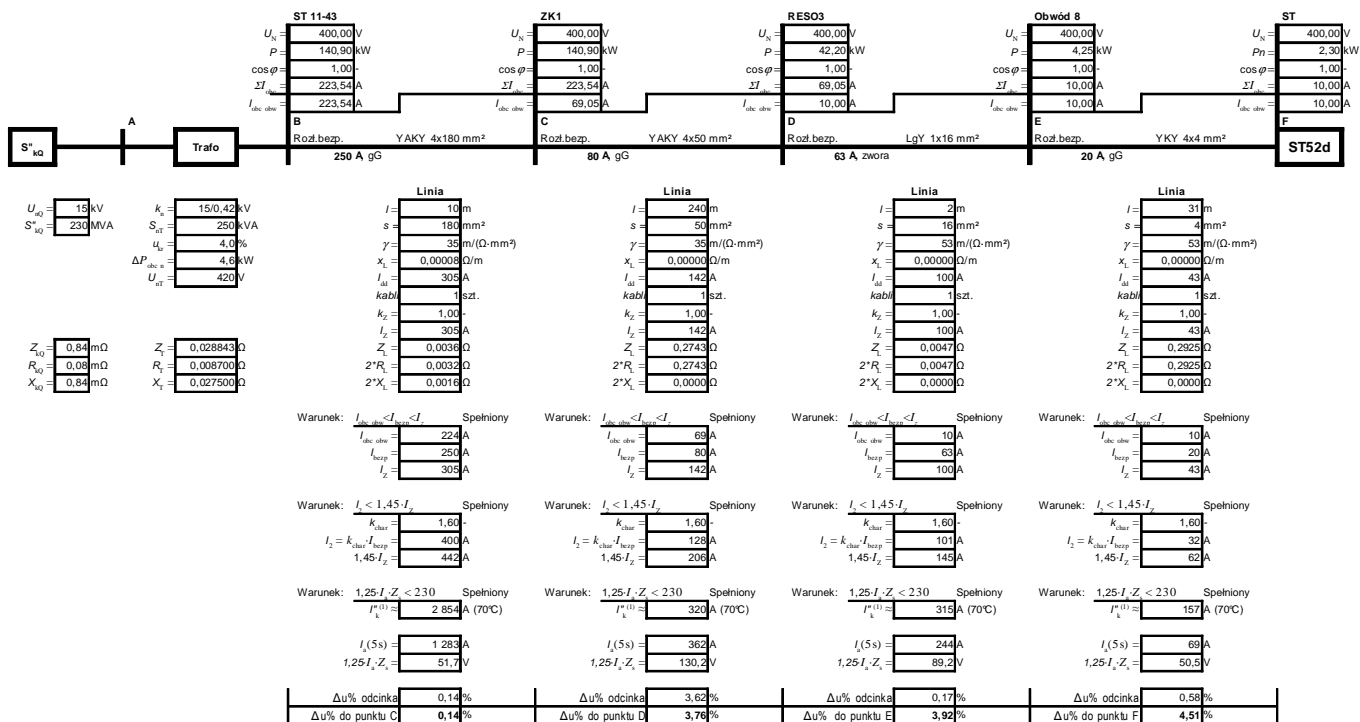 ST 11-43 ZK1 RESO3 Obwód 8 ST
U_N = 400,00 V U_N = 400,00 V U_N = 400,00 V U_N = 400,00 V U_N = 400,00 V
P = 140,90 kW P = 140,90 kW P = 42,20 kW P = 4,25 kW Pn = 2,30 kW
cosφ = 1,00 - cosφ = 1,00 - cosφ = 1,00 - cosφ = 1,00 - cosφ = 1,00 -
ΣI_obc = 223,54 A ΣI_obc = 223,54 A ΣI_obc = 69,05 A ΣI_obc = 10,00 A ΣI_obc = 10,00 A
I_obc obw = 223,54 A I_obc obw = 69,05 A I_obc obw = 10,00 A I_obc obw = 10,00 A I_obc obw = 10,00 A
A B C D E F
S"_kQ Trafo Rozł.bezp. YAKY 4x180 mm² Rozł.bezp. YAKY 4x50 mm² Rozł.bezp. LgY 1x16 mm² Rozł.bezp. YKY 4x4 mm² ST52d
250 A, gG 80 A, gG 63 A, zwora 20 A, gG
Linia Linia Linia Linia
U_nQ = 15 kV k_n = 15/0,42 kV l = 10 m l = 240 m l = 2 m l = 31 m
S"_kQ = 230 MVA S_nT = 250 kVA s = 180 mm² s = 50 mm² s = 16 mm² s = 4 mm²
u_kr = 4,0 % γ = 35 m/(Ω·mm²) γ = 35 m/(Ω·mm²) γ = 53 m/(Ω·mm²) γ = 53 m/(Ω·mm²)
ΔP_obc n = 4,6 kW x_L = 0,00008 Ω/m x_L = 0,00000 Ω/m x_L = 0,00000 Ω/m x_L = 0,00000 Ω/m
U_nT = 420 V I_dd = 305 A I_dd = 142 A I_dd = 100 A I_dd = 43 A
kabli 1 szt. kabli 1 szt. kabli 1 szt. kabli 1 szt.
k_Z = 1,00 - k_Z = 1,00 - k_Z = 1,00 - k_Z = 1,00 -
I_Z = 305 A I_Z = 142 A I_Z = 100 A I_Z = 43 A
Z_kQ = 0,84 mΩ Z_T = 0,028843 Ω Z_L = 0,0036 Ω Z_L = 0,2743 Ω Z_L = 0,0047 Ω Z_L = 0,2925 Ω
R_kQ = 0,08 mΩ R_T = 0,008700 Ω 2*R_L = 0,0032 Ω 2*R_L = 0,2743 Ω 2*R_L = 0,0047 Ω 2*R_L = 0,2925 Ω
X_kQ = 0,84 mΩ X_T = 0,027500 Ω 2*X_L = 0,0016 Ω 2*X_L = 0,0000 Ω 2*X_L = 0,0000 Ω 2*X_L = 0,0000 Ω
Warunek: I_obc obw<I_bezp<I_z Spełniony Warunek: I_obc obw<I_bezp<I_z Spełniony Warunek: I_obc obw<I_bezp<I_z Spełniony Warunek: I_obc obw<I_bezp<I_z Spełniony
I_obc obw = 224 A I_obc obw = 69 A I_obc obw = 10 A I_obc obw = 10 A
I_bezp = 250 A I_bezp = 80 A I_bezp = 63 A I_bezp = 20 A
I_Z = 305 A I_Z = 142 A I_Z = 100 A I_Z = 43 A
Warunek: I_2 < 1,45·I_Z Spełniony Warunek: I_2 < 1,45·I_Z Spełniony Warunek: I_2 < 1,45·I_Z Spełniony Warunek: I_2 < 1,45·I_Z Spełniony
k_char = 1,60 - k_char = 1,60 - k_char = 1,60 - k_char = 1,60 -
I_2 = k_char·I_bezp = 400 A I_2 = k_char·I_bezp = 128 A I_2 = k_char·I_bezp = 101 A I_2 = k_char·I_bezp = 32 A
1,45·I_Z = 442 A 1,45·I_Z = 206 A 1,45·I_Z = 145 A 1,45·I_Z = 62 A
Warunek: 1,25·I_a·Z_s < 230 Spełniony Warunek: 1,25·I_a·Z_s < 230 Spełniony Warunek: 1,25·I_a·Z_s < 230 Spełniony Warunek: 1,25·I_a·Z_s < 230 Spełniony
I"_k^(1) ≈ 2 854 A (70°C) I"_k^(1) ≈ 320 A (70°C) I"_k^(1) ≈ 315 A (70°C) I"_k^(1) ≈ 157 A (70°C)
I_a(5s) = 1 283 A I_a(5s) = 362 A I_a(5s) = 244 A I_a(5s) = 69 A
1,25·I_a·Z_s = 51,7 V 1,25·I_a·Z_s = 130,2 V 1,25·I_a·Z_s = 89,2 V 1,25·I_a·Z_s = 50,5 V
Δu% odcinka 0,14 % Δu% odcinka 3,62 % Δu% odcinka 0,17 % Δu% odcinka 0,58 %
Δu% do punktu C 0,14 % Δu% do punktu D 3,76 % Δu% do punktu E 3,92 % Δu% do punktu F 4,51 %